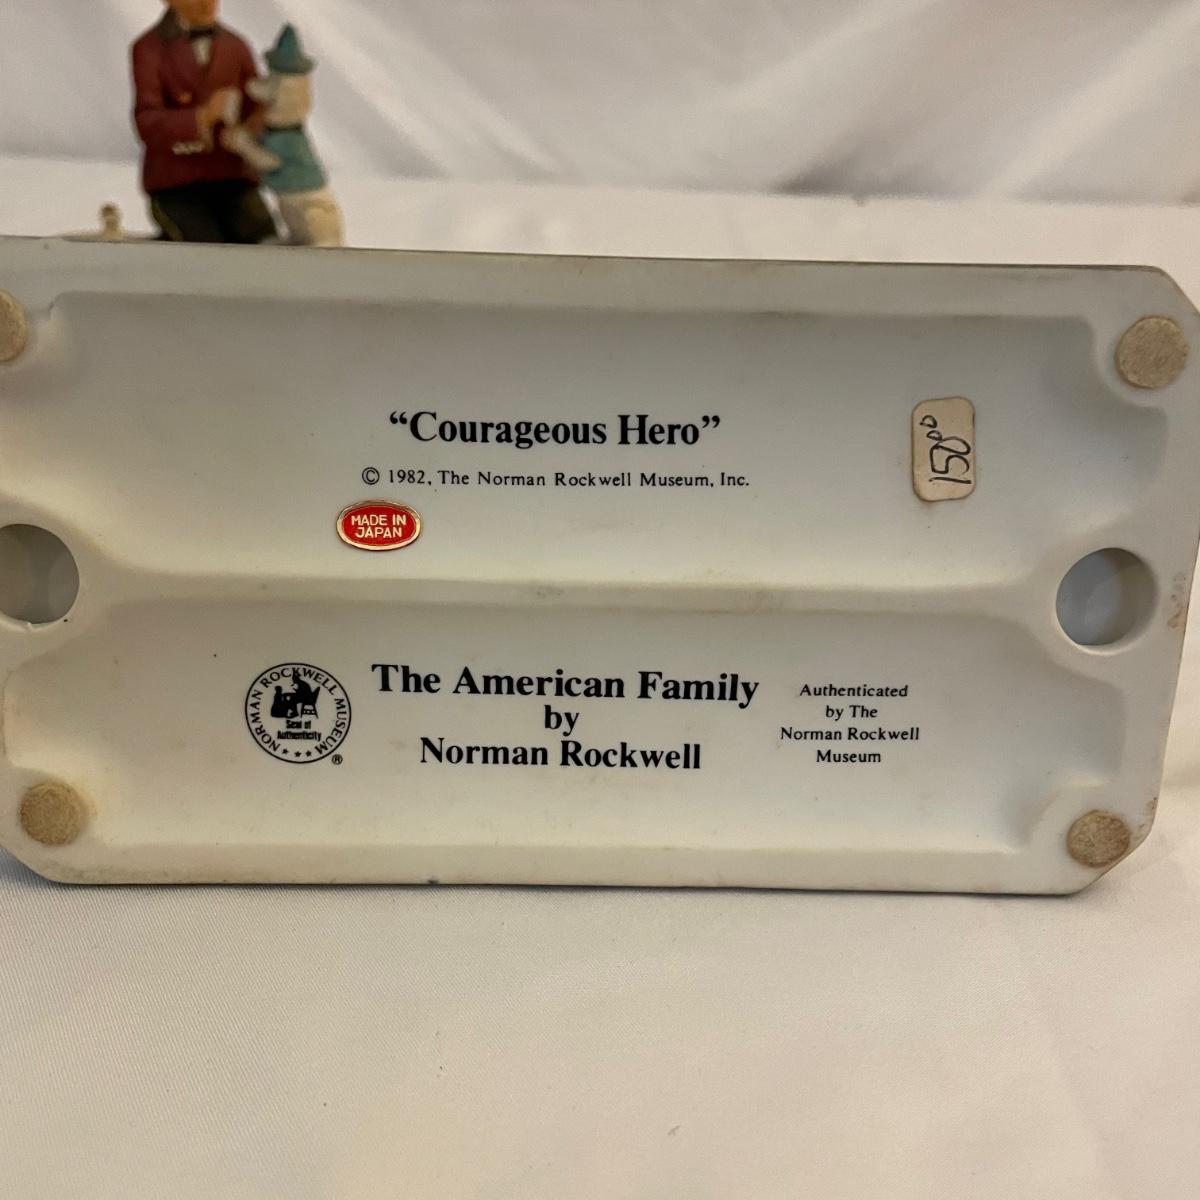 “Courageous Hero”
© 1982, The Norman Rockwell Museum, Inc.
150⁰⁰
MADE IN
JAPAN
NORMAN ROCKWELL MUSEUM
Seal of
Authenticity
®
The American Family
by
Norman Rockwell
Authenticated
by The
Norman Rockwell
Museum